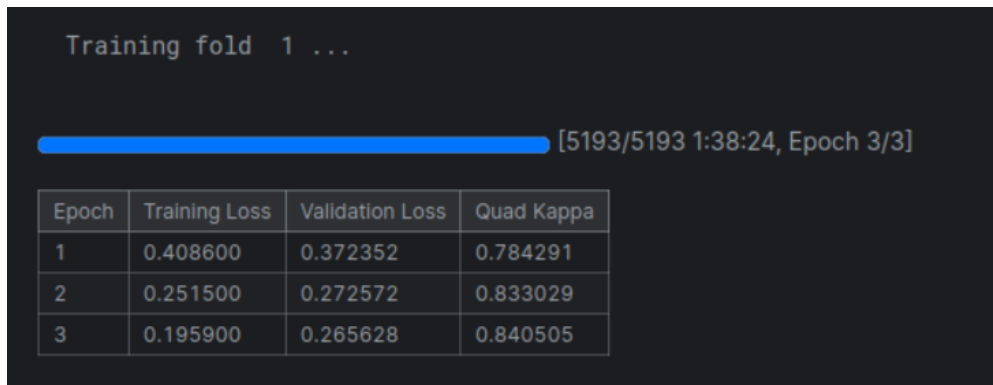 Training fold 1 ...
[5193/5193 1:38:24, Epoch 3/3]
Epoch Training Loss Validation Loss Quad Kappa
1 0.408600 0.372352 0.784291
2 0.251500 0.272572 0.833029
3 0.195900 0.265628 0.840505